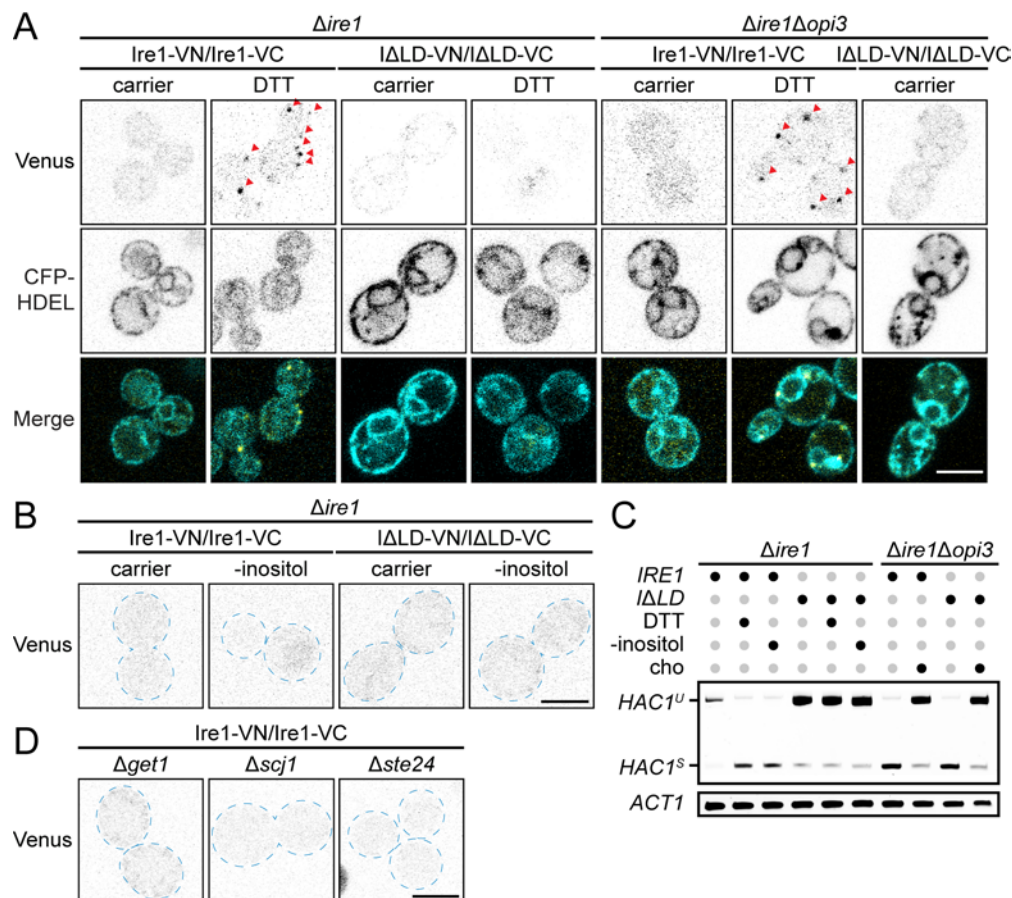 A
Δire1 Δire1Δopi3
Ire1-VN/Ire1-VC IΔLD-VN/IΔLD-VC Ire1-VN/Ire1-VC IΔLD-VN/IΔLD-VC
carrier DTT carrier DTT carrier DTT carrier
Venus
CFP-
HDEL
Merge
B
Δire1
Ire1-VN/Ire1-VC IΔLD-VN/IΔLD-VC
carrier -inositol carrier -inositol
Venus
C
Δire1 Δire1Δopi3
IRE1
IΔLD
DTT
-inositol
cho
HAC1ᵁ
HAC1ˢ
ACT1
D
Ire1-VN/Ire1-VC
Δget1 Δscj1 Δste24
Venus